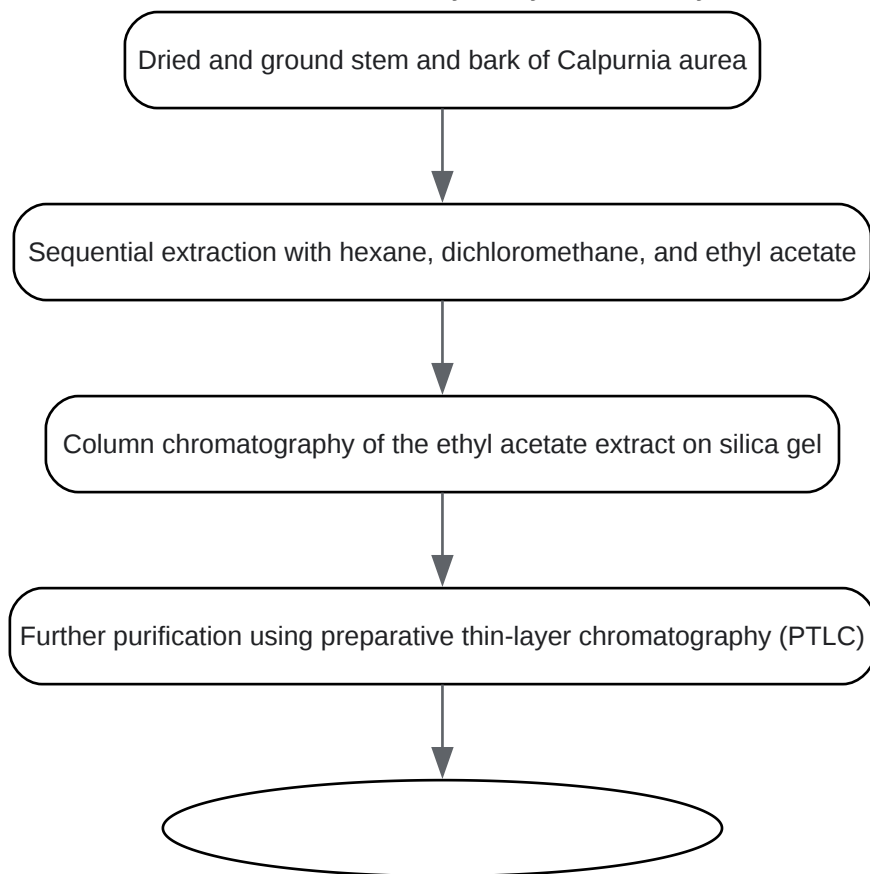 Dried and ground stem and bark of Calpurnia aurea
Sequential extraction with hexane, dichloromethane, and ethyl acetate
Column chromatography of the ethyl acetate extract on silica gel
Further purification using preparative thin-layer chromatography (PTLC)